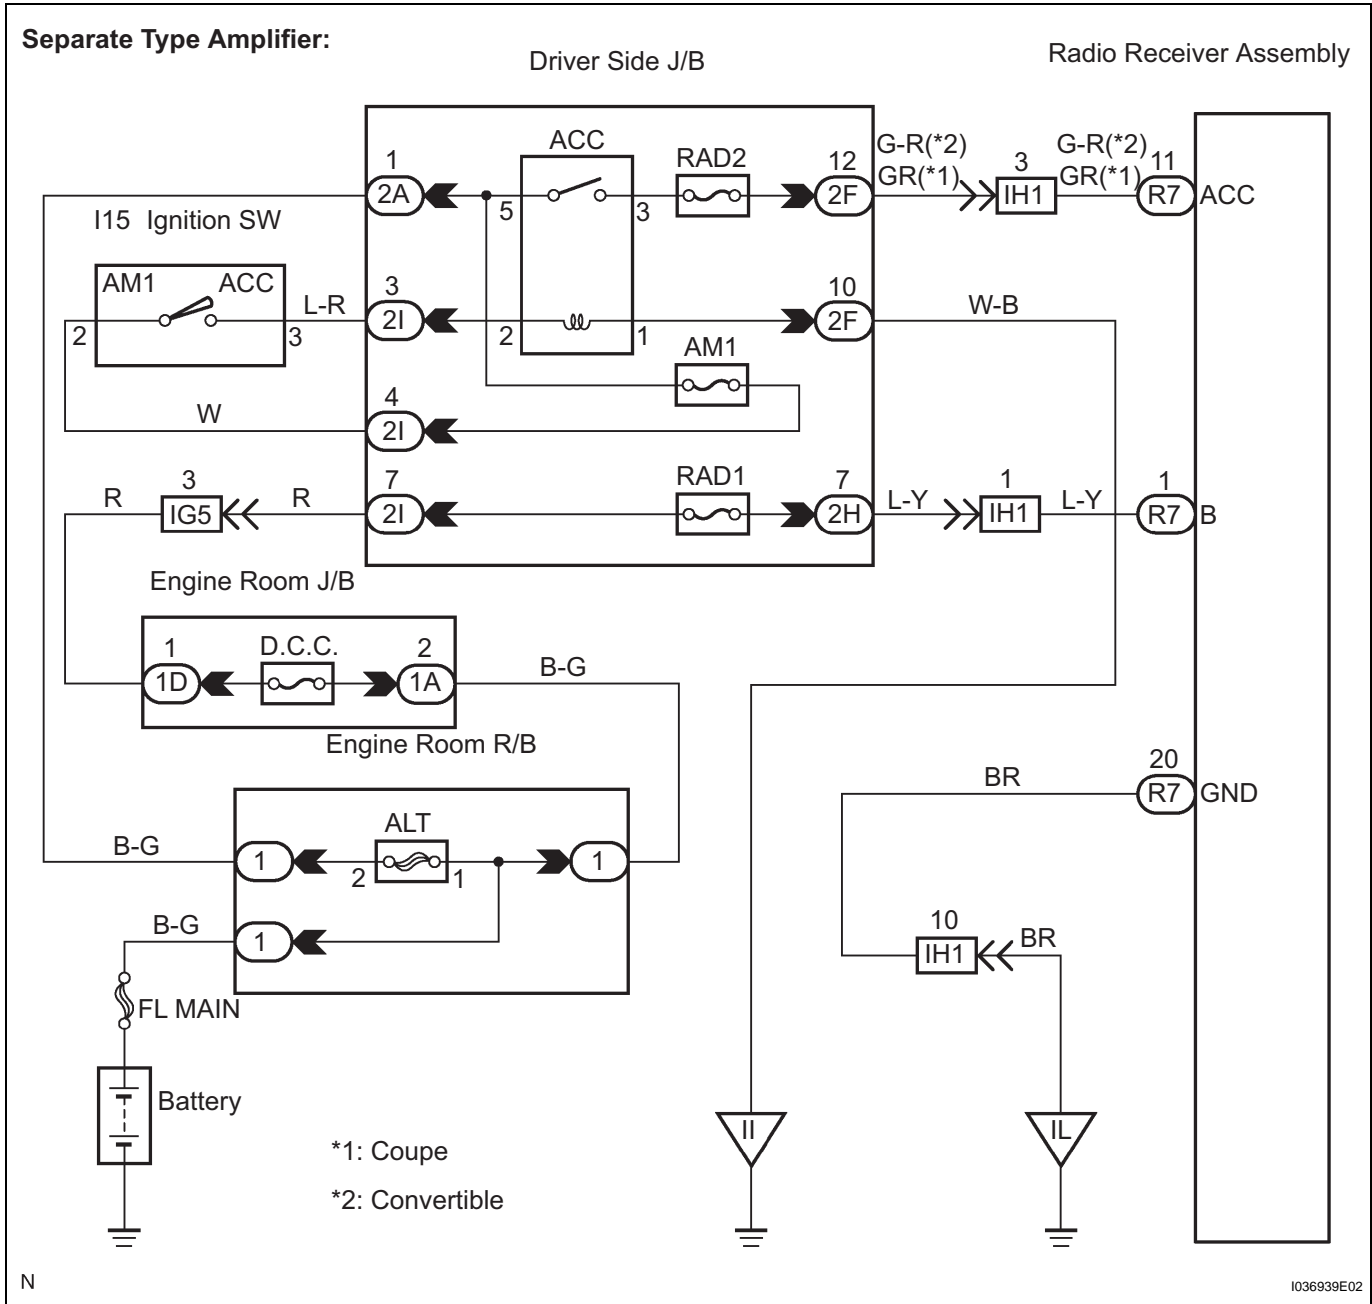 Separate Type Amplifier:
Driver Side J/B
Radio Receiver Assembly
ACC
RAD2
1
2A
5
3
12
2F
G-R(*2)
GR(*1)
3
IH1
G-R(*2)
GR(*1)
11
R7
ACC
I15 Ignition SW
AM1
ACC
2
3
L-R
3
2I
2
1
10
2F
W-B
AM1
W
4
2I
R
3
IG5
R
7
2I
RAD1
7
2H
L-Y
1
IH1
L-Y
1
R7
B
Engine Room J/B
1
1D
D.C.C.
2
1A
B-G
Engine Room R/B
20
R7
GND
BR
B-G
1
ALT
2
1
1
B-G
1
10
IH1
BR
FL MAIN
Battery
II
IL
*1: Coupe
*2: Convertible
N
I036939E02